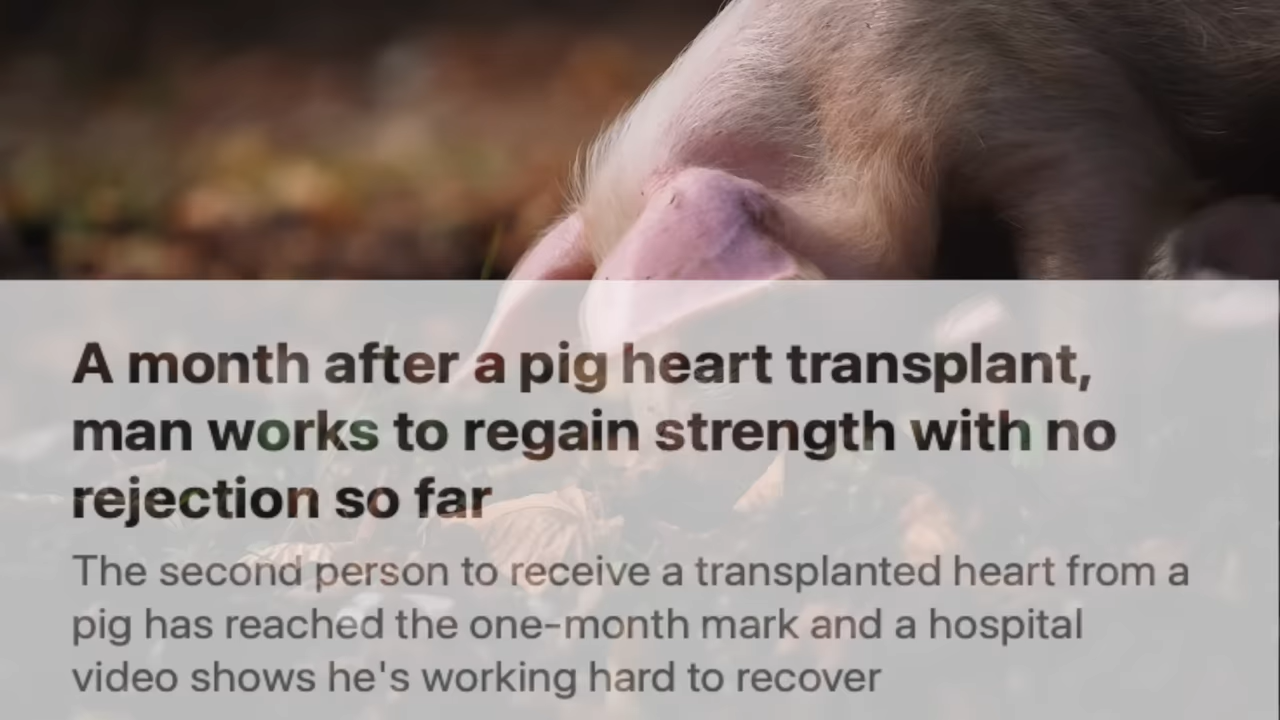 A month after a pig heart transplant,
man works to regain strength with no
rejection so far
The second person to receive a transplanted heart from a
pig has reached the one-month mark and a hospital
video shows he's working hard to recover